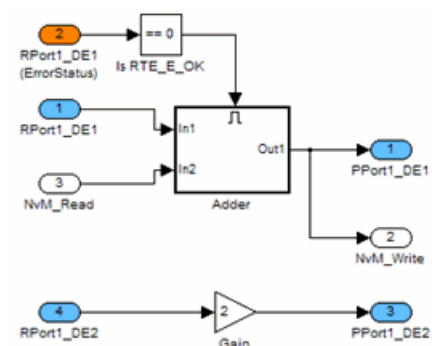 2
== 0
RPort1_DE1
(ErrorStatus)
Is RTE_E_OK
1
RPort1_DE1
In1
Out1
1
PPort1_DE1
3
NvM_Read
In2
Adder
2
NvM_Write
4
RPort1_DE2
2
Gain
3
PPort1_DE2